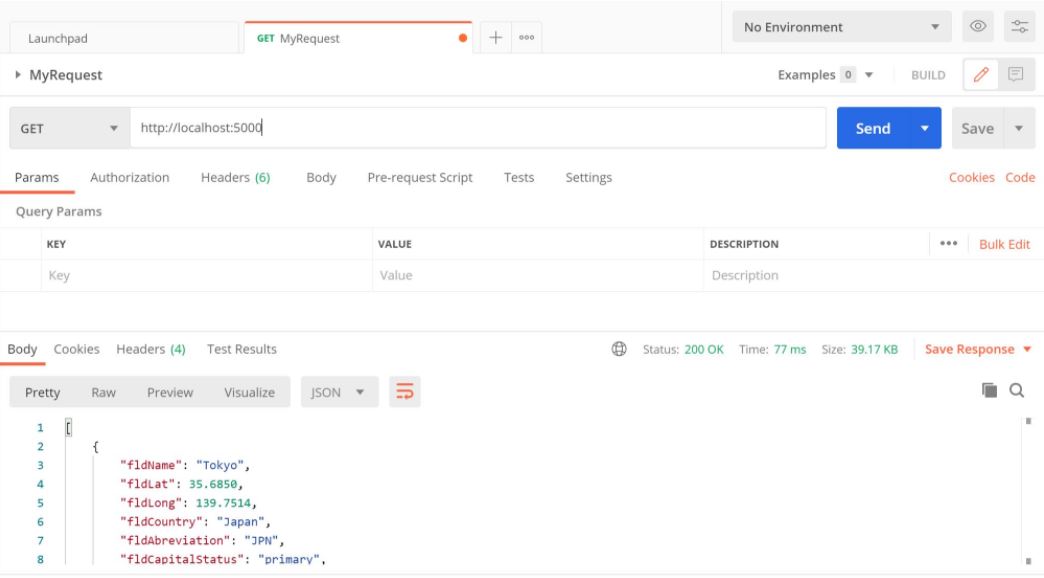 Launchpad GET MyRequest No Environment
MyRequest Examples 0 BUILD
GET http://localhost:5000 Send Save
Params Authorization Headers (6) Body Pre-request Script Tests Settings Cookies Code
Query Params
KEY VALUE DESCRIPTION Bulk Edit
Key Value Description
Body Cookies Headers (4) Test Results Status: 200 OK Time: 77 ms Size: 39.17 KB Save Response
Pretty Raw Preview Visualize JSON
1 [
2 {
3 "fldName": "Tokyo",
4 "fldLat": 35.6850,
5 "fldLong": 139.7514,
6 "fldCountry": "Japan",
7 "fldAbreviation": "JPN",
8 "fldCapitalStatus": "primary",